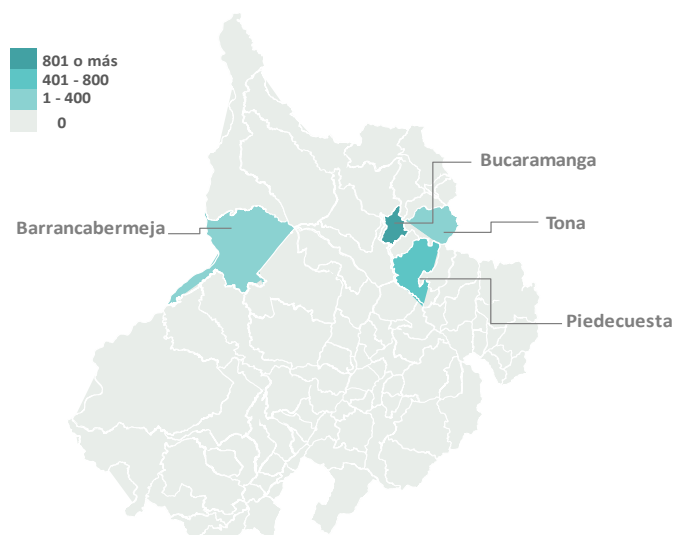 801 o más
401 - 800
1 - 400
0
Bucaramanga
Barrancabermeja
Tona
Piedecuesta